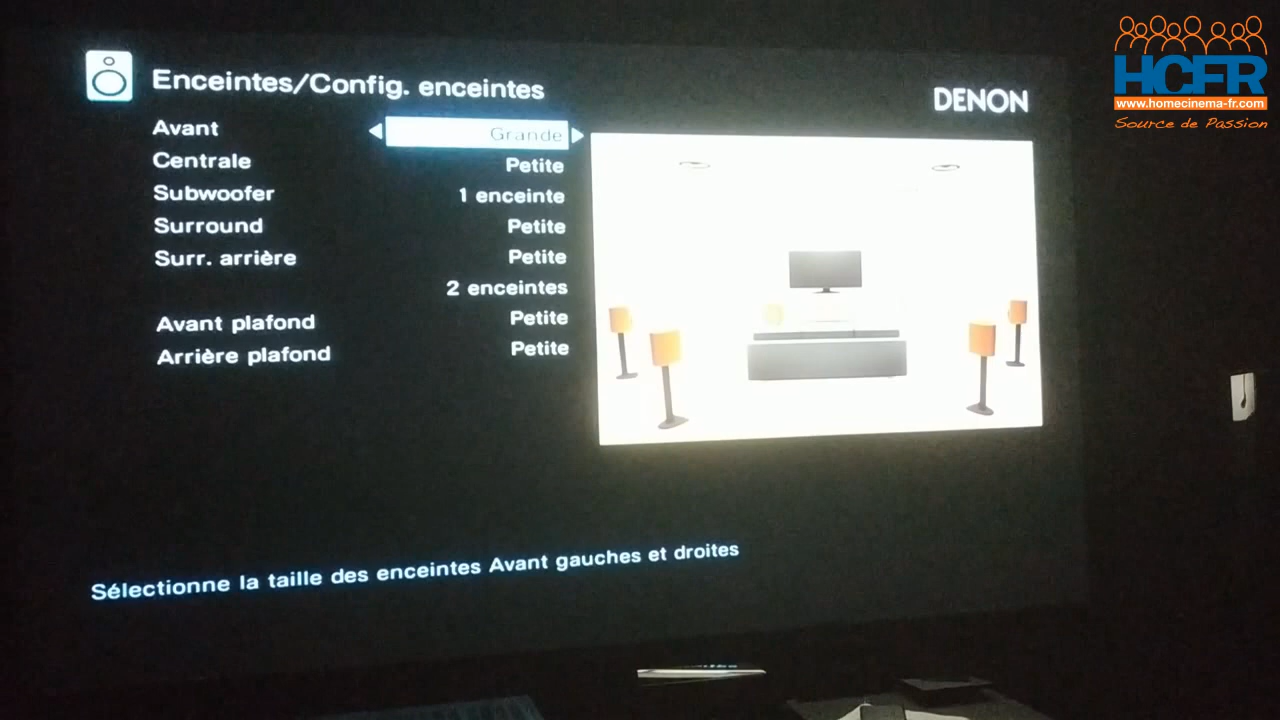 Enceintes/Config. enceintes
DENON
Avant Grande
Centrale Petite
Subwoofer 1 enceinte
Surround Petite
Surr. arrière Petite
2 enceintes
Avant plafond Petite
Arrière plafond Petite
Sélectionne la taille des enceintes Avant gauches et droites
HCFR
www.homecinema-fr.com
Source de Passion